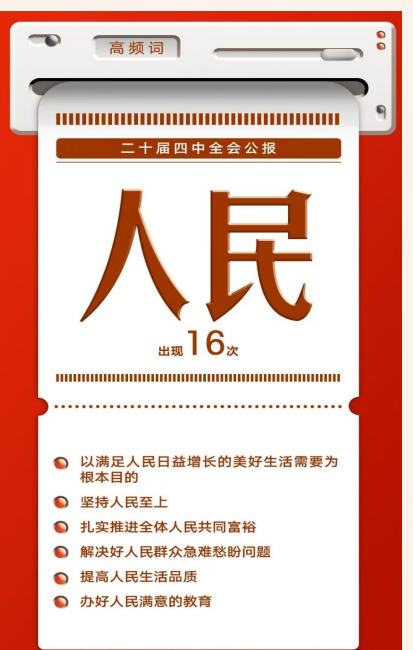 高频词
二十届四中全会公报
人民
出现16次
以满足人民日益增长的美好生活需要为
根本目的
坚持人民至上
扎实推进全体人民共同富裕
解决好人民群众急难愁盼问题
提高人民生活品质
办好人民满意的教育